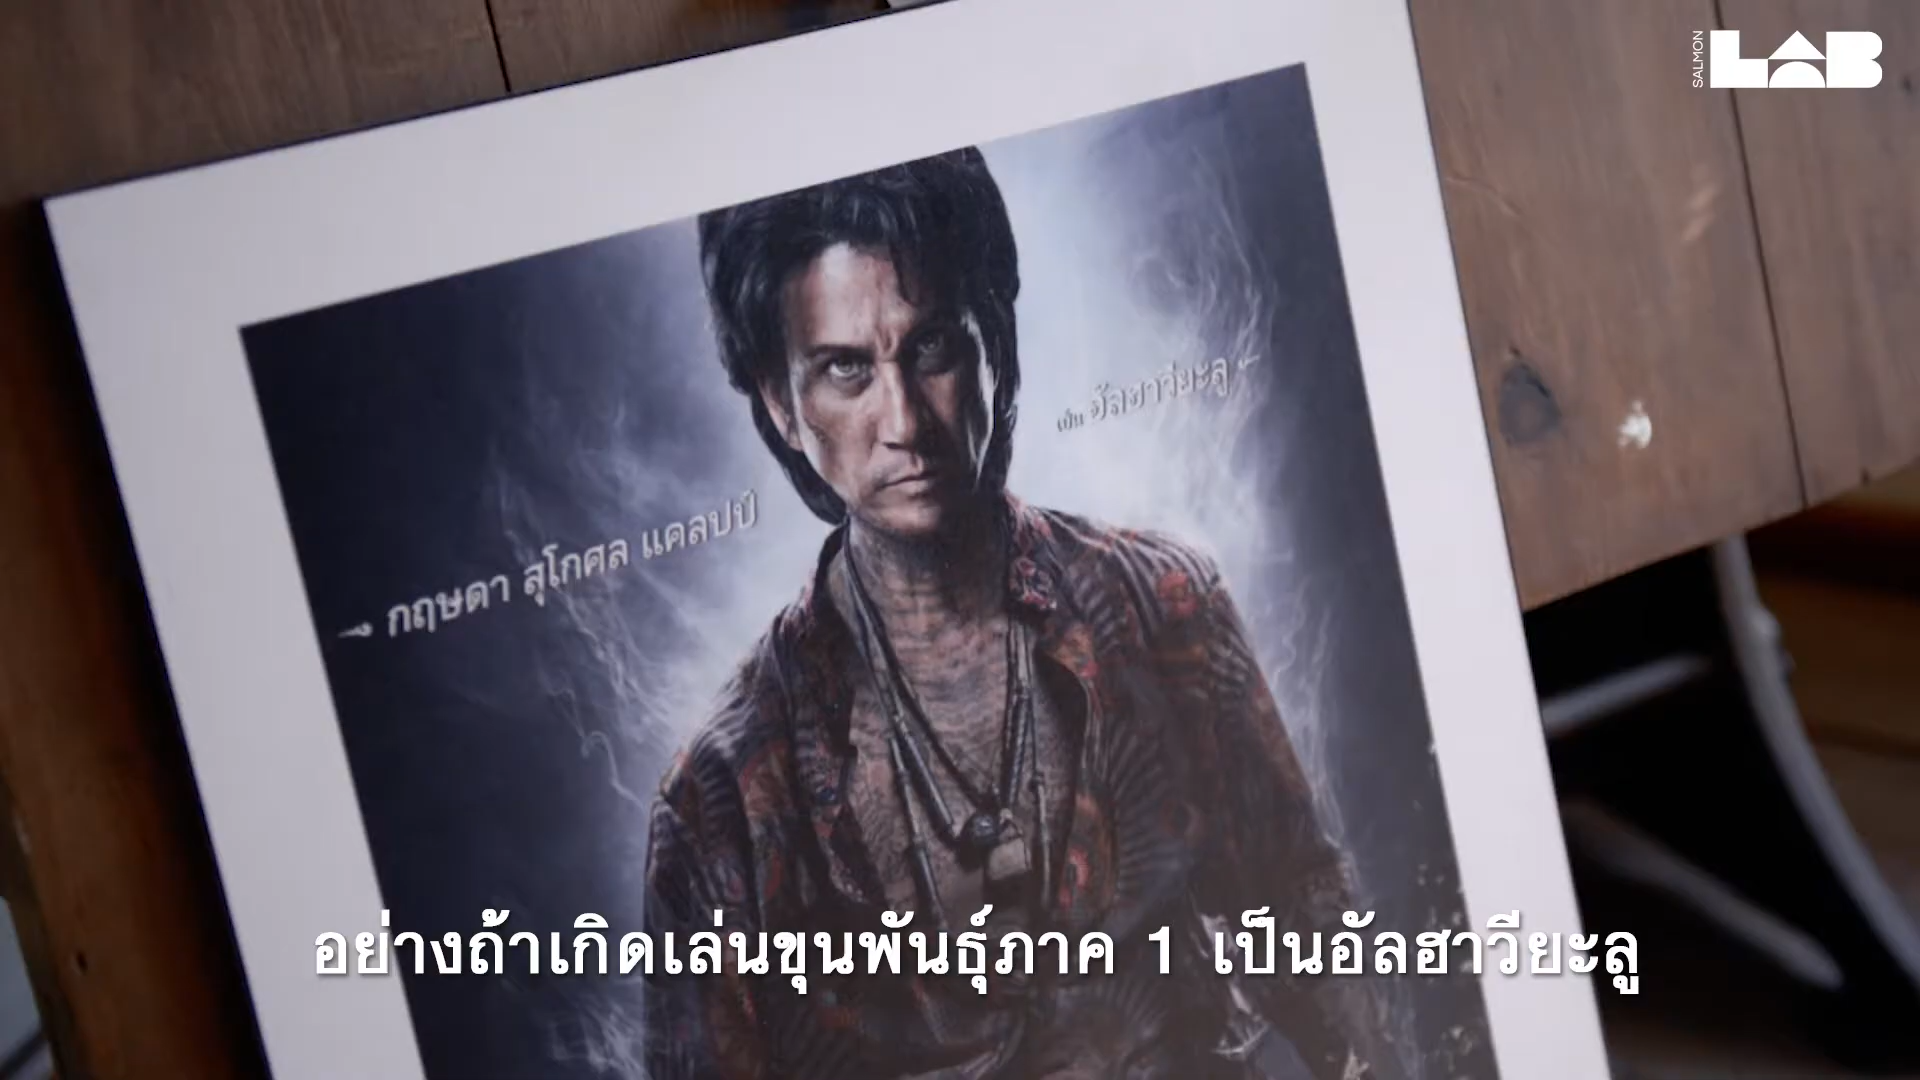 SALMON
LAB
เป็น อัลฮาวียะลู
กฤษดา สุโกศล แคลปป์
อย่างถ้าเกิดเล่นขุนพันธุ์ภาค 1 เป็นอัลฮาวียะลู